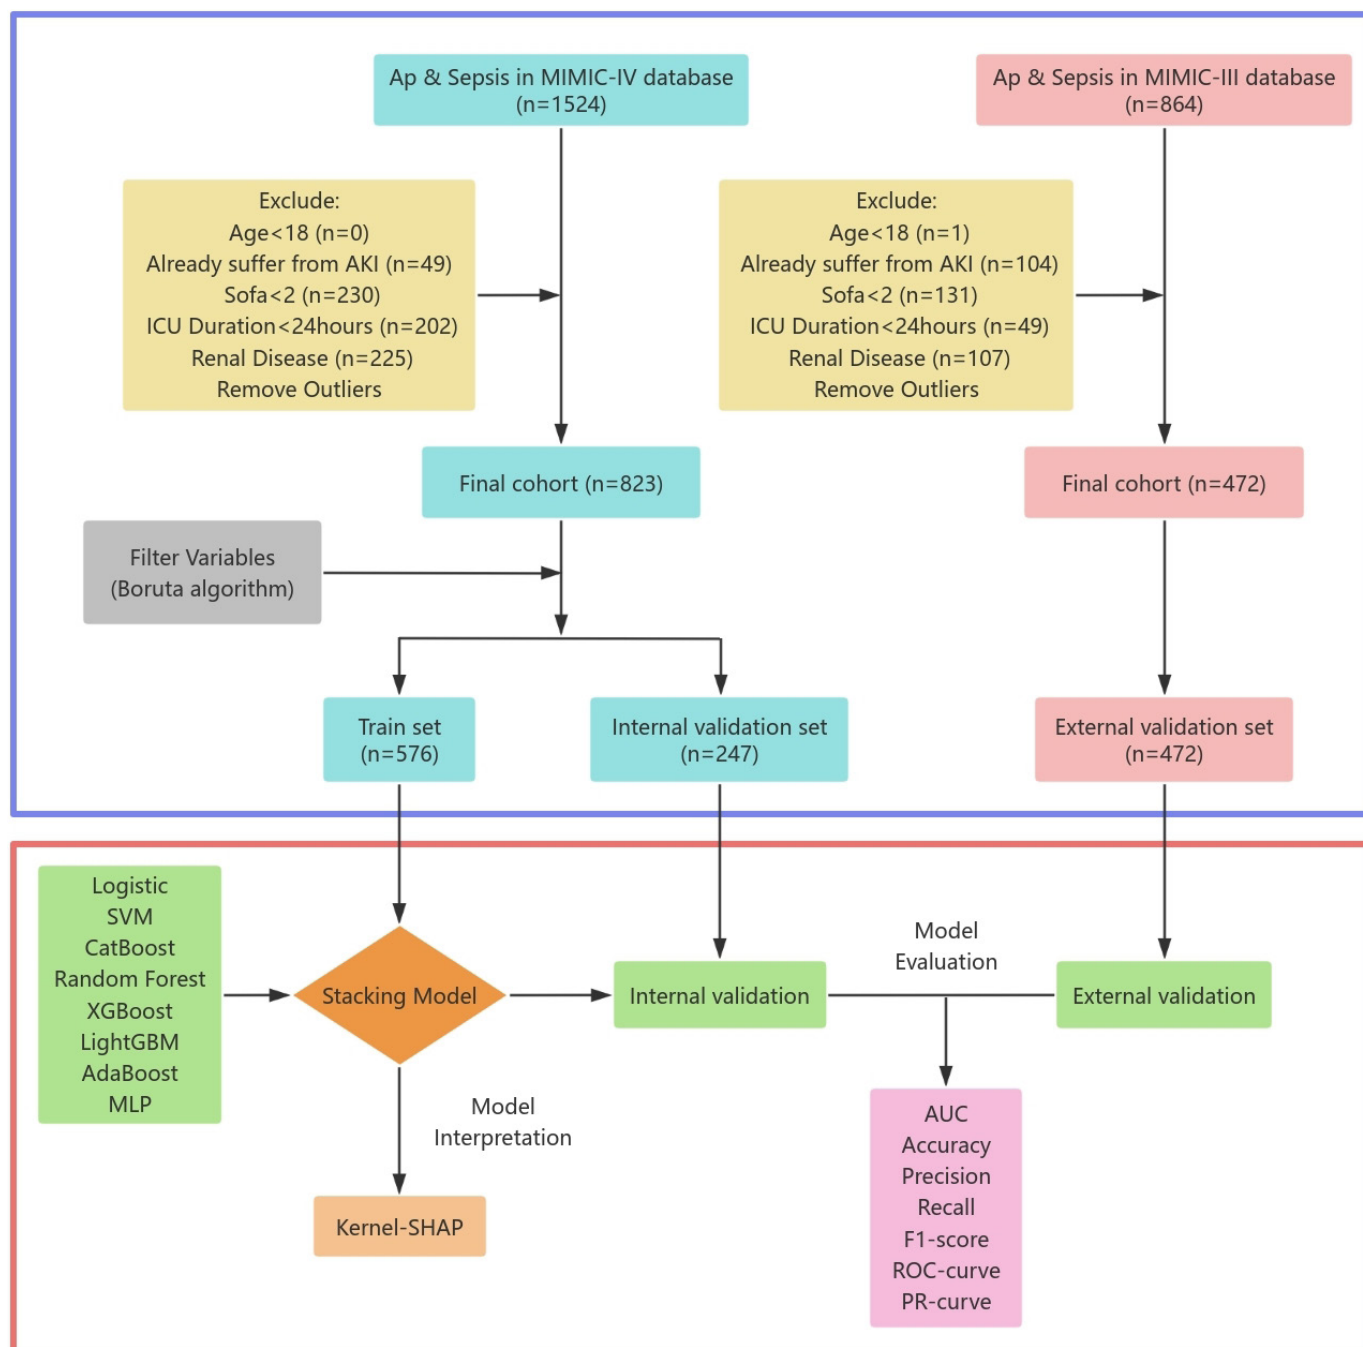 Ap & Sepsis in MIMIC-IV database
(n=1524)
Ap & Sepsis in MIMIC-III database
(n=864)
Exclude:
Age<18 (n=0)
Already suffer from AKI (n=49)
Sofa<2 (n=230)
ICU Duration<24hours (n=202)
Renal Disease (n=225)
Remove Outliers
Exclude:
Age<18 (n=1)
Already suffer from AKI (n=104)
Sofa<2 (n=131)
ICU Duration<24hours (n=49)
Renal Disease (n=107)
Remove Outliers
Final cohort (n=823)
Final cohort (n=472)
Filter Variables
(Boruta algorithm)
Train set
(n=576)
Internal validation set
(n=247)
External validation set
(n=472)
Logistic
SVM
CatBoost
Random Forest
XGBoost
LightGBM
AdaBoost
MLP
Stacking Model
Internal validation
Model
Evaluation
External validation
Model
Interpretation
Kernel-SHAP
AUC
Accuracy
Precision
Recall
F1-score
ROC-curve
PR-curve